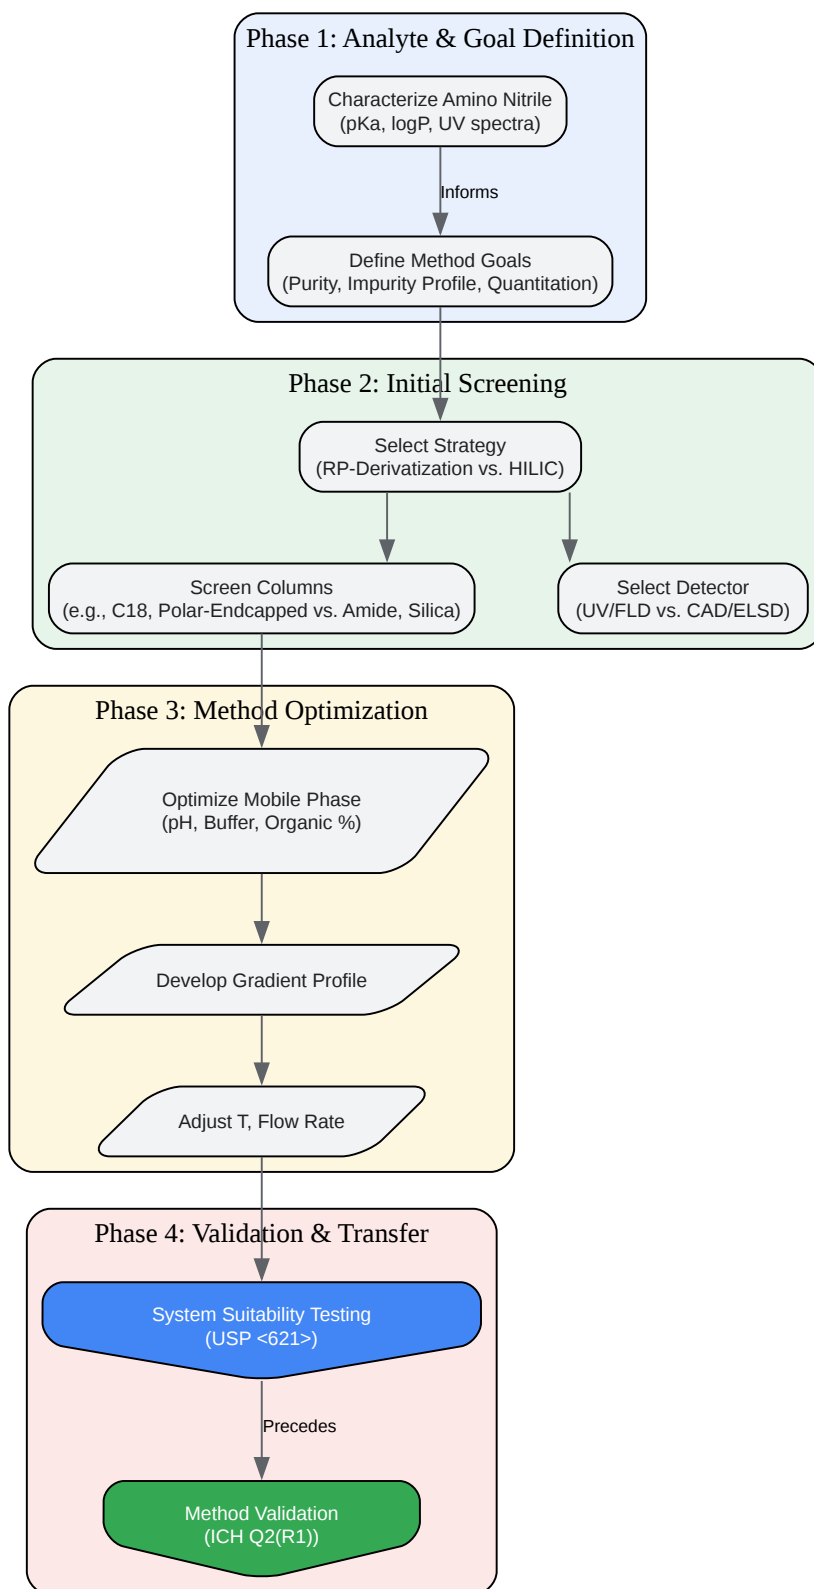 Phase 1: Analyte & Goal Definition
Characterize Amino Nitrile
(pKa, logP, UV spectra)
Informs
Define Method Goals
(Purity, Impurity Profile, Quantitation)
Phase 2: Initial Screening
Select Strategy
(RP-Derivatization vs. HILIC)
Screen Columns
(e.g., C18, Polar-Endcapped vs. Amide, Silica)
Select Detector
(UV/FLD vs. CAD/ELSD)
Phase 3: Method Optimization
Optimize Mobile Phase
(pH, Buffer, Organic %)
Develop Gradient Profile
Adjust T, Flow Rate
Phase 4: Validation & Transfer
System Suitability Testing
(USP <621>)
Precedes
Method Validation
(ICH Q2(R1))